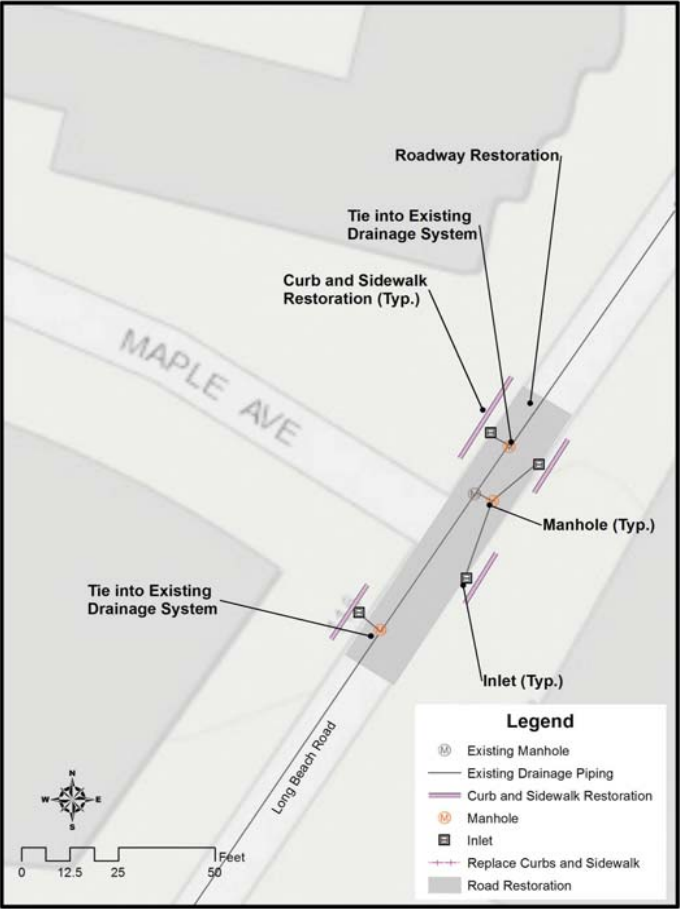 Roadway Restoration
Tie into Existing
Drainage System
Curb and Sidewalk
Restoration (Typ.)
MAPLE AVE
Manhole (Typ.)
Tie into Existing
Drainage System
Inlet (Typ.)
Long Beach Road
Legend
M Existing Manhole
Existing Drainage Piping
Curb and Sidewalk Restoration
M Manhole
Inlet
Replace Curbs and Sidewalk
Road Restoration
N
W E
S
Feet
0 12.5 25 50